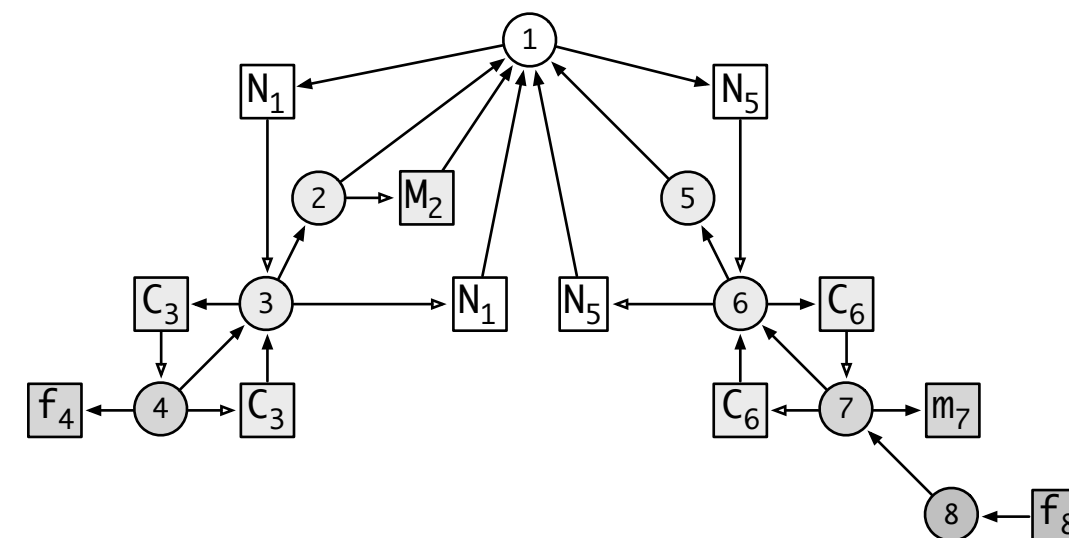 1
N₁ N₅
2 M₂ 5
C₃ 3 N₁ N₅ 6 C₆
f₄ 4 C₃ C₆ 7 m₇
8 f₈